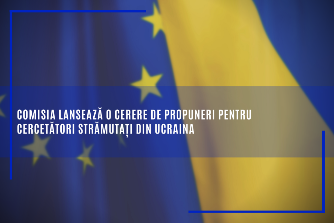 COMISIA LANSEAZĂ O CERERE DE PROPUNERI PENTRU
CERCETĂTORI STRĂMUTAȚI DIN UCRAINA